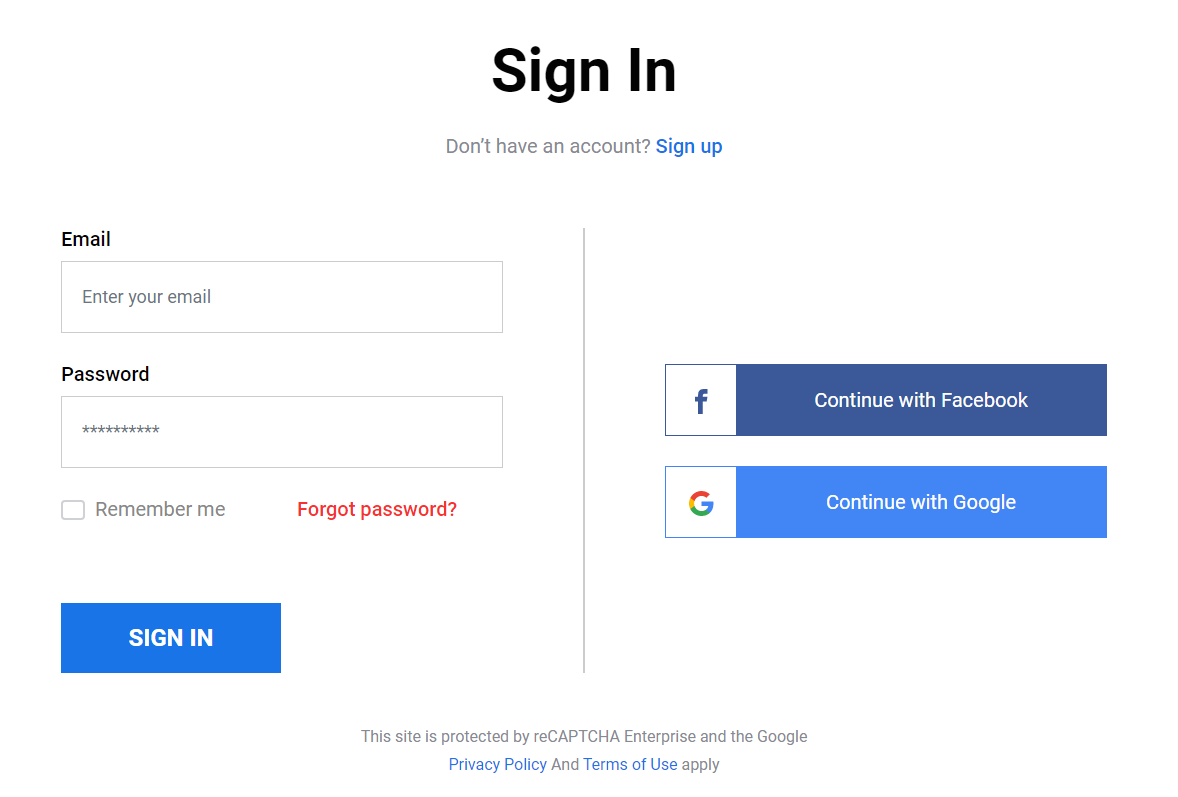 Sign In
Don’t have an account? Sign up
Email
Enter your email
Password
**********
Remember me
Forgot password?
SIGN IN
Continue with Facebook
Continue with Google
This site is protected by reCAPTCHA Enterprise and the Google
Privacy Policy And Terms of Use apply